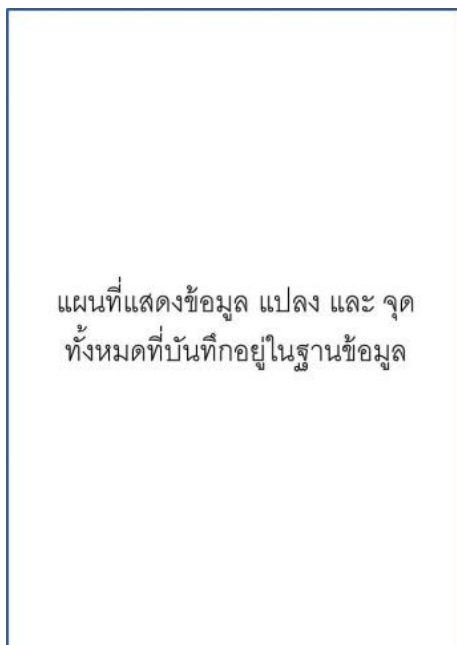 แผนที่แสดงข้อมูล แปลง และ จุด
ทั้งหมดที่บันทึกอยู่ในฐานข้อมูล